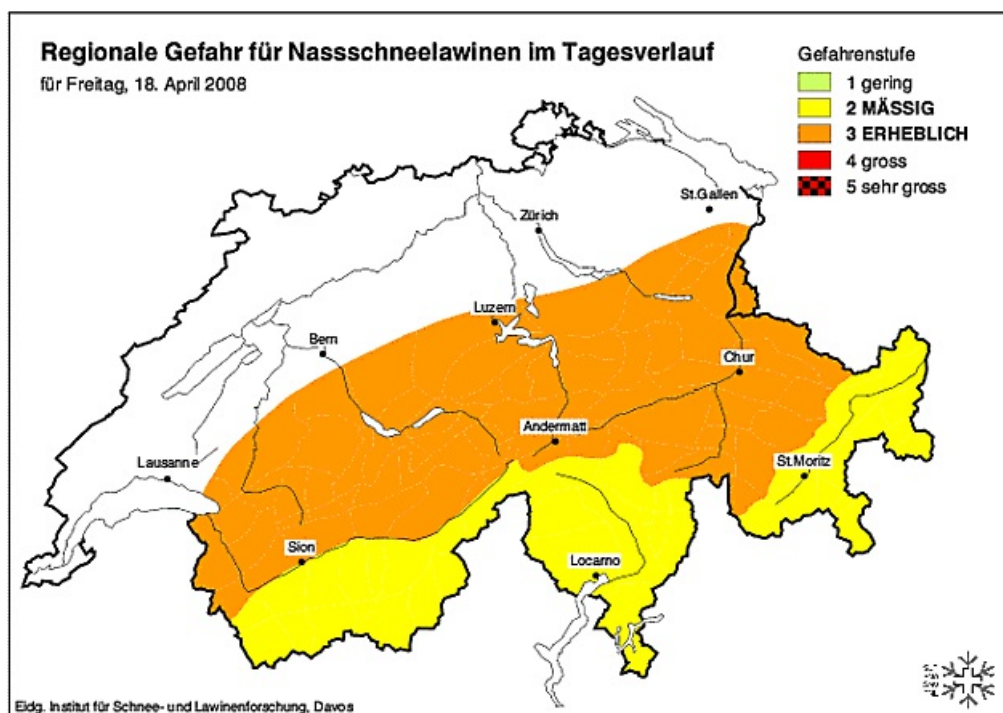 Regionale Gefahr für Nassschneelawinen im Tagesverlauf
für Freitag, 18. April 2008
Gefahrenstufe
1 gering
2 MÄSSIG
3 ERHEBLICH
4 gross
5 sehr gross
St.Gallen
Zürich
Luzern
Bern
Chur
Andermatt
Lausanne
St.Moritz
Sion
Locarno
Eidg. Institut für Schnee- und Lawinenforschung, Davos